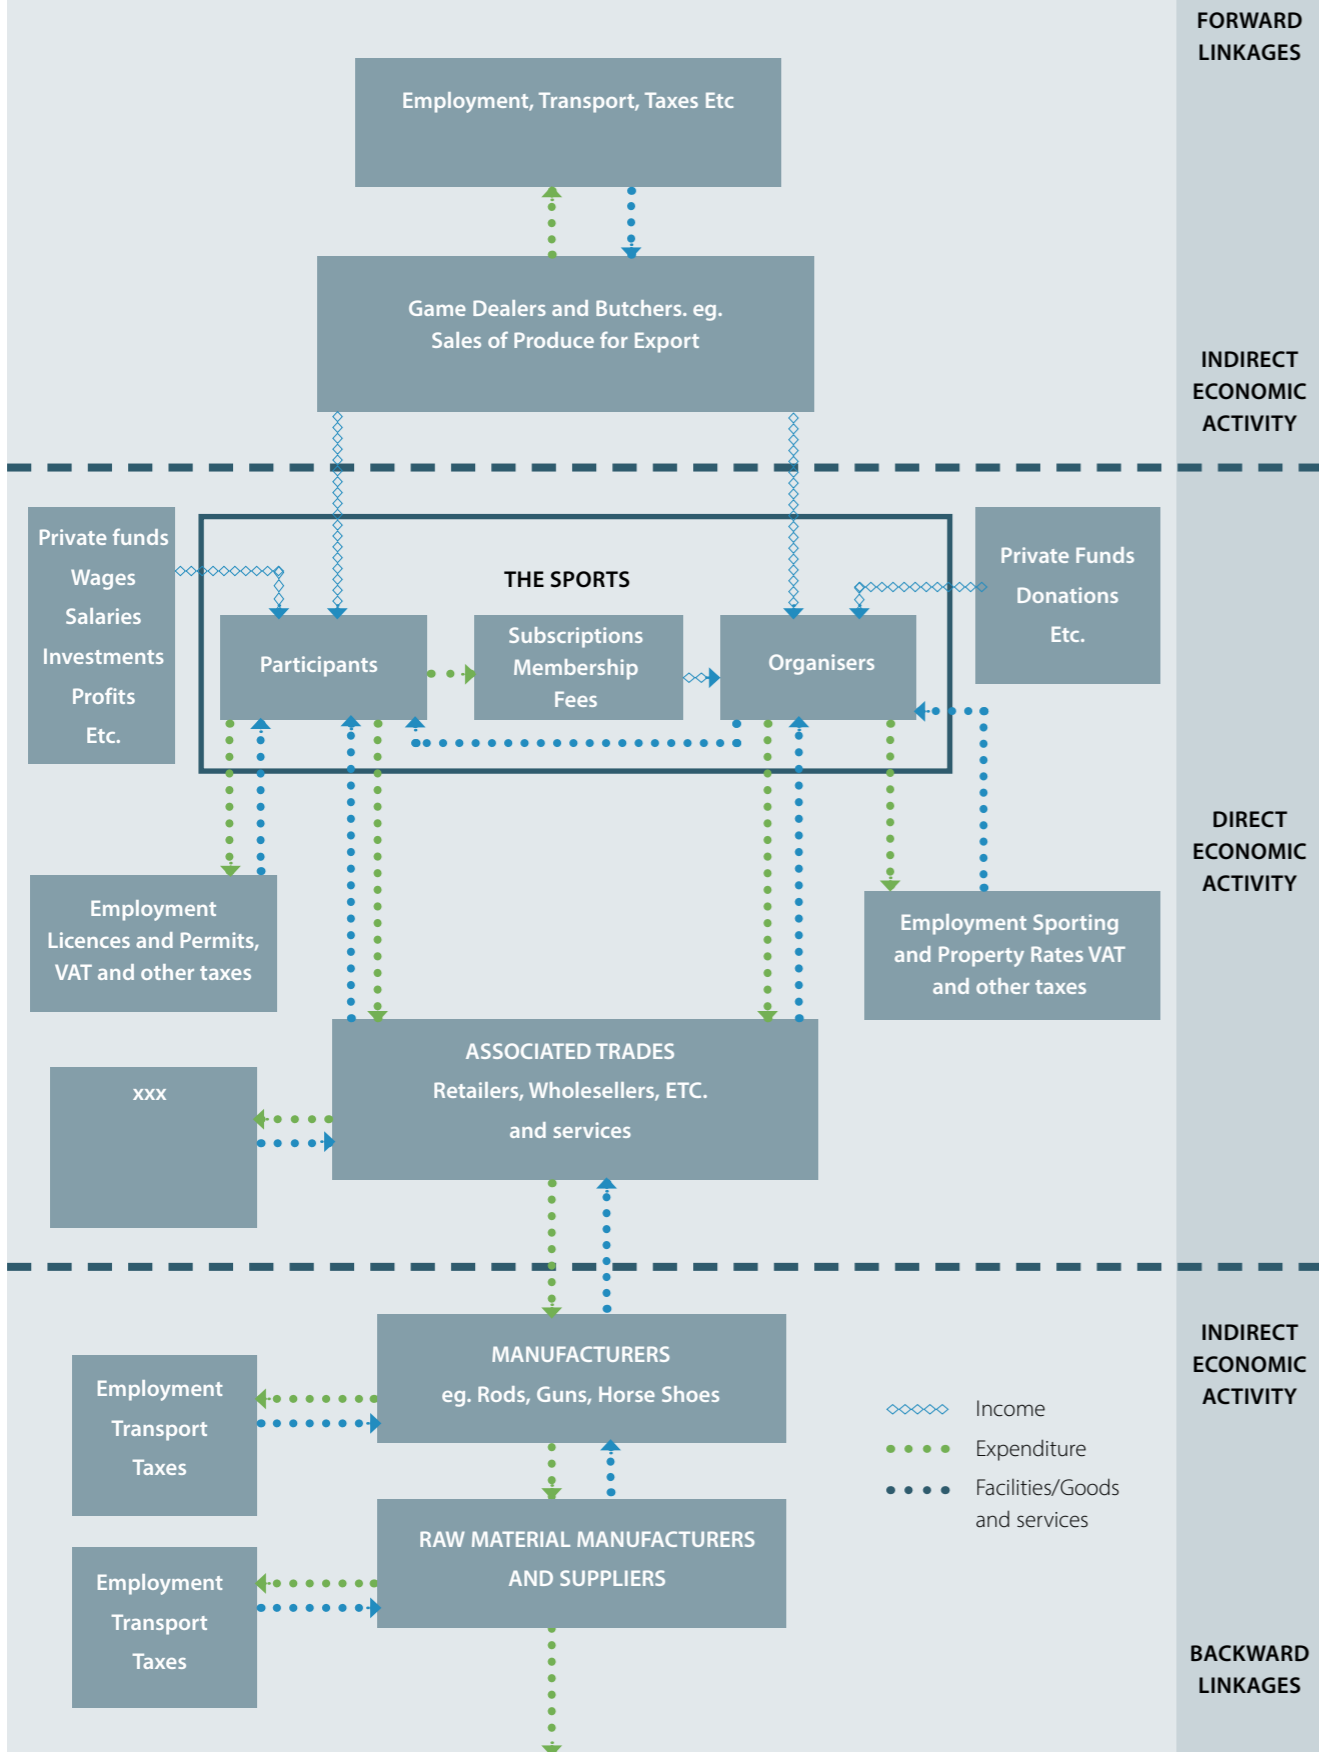 FORWARD
LINKAGES
Employment, Transport, Taxes Etc
Game Dealers and Butchers. eg.
Sales of Produce for Export
INDIRECT
ECONOMIC
ACTIVITY
Private funds
Wages
Salaries
Investments
Profits
Etc.
THE SPORTS
Participants
Subscriptions
Membership
Fees
Organisers
Private Funds
Donations
Etc.
DIRECT
ECONOMIC
ACTIVITY
Employment
Licences and Permits,
VAT and other taxes
Employment Sporting
and Property Rates VAT
and other taxes
ASSOCIATED TRADES
Retailers, Wholesellers, ETC.
and services
xxx
MANUFACTURERS
eg. Rods, Guns, Horse Shoes
INDIRECT
ECONOMIC
ACTIVITY
Employment
Transport
Taxes
Income
Expenditure
Facilities/Goods
and services
RAW MATERIAL MANUFACTURERS
AND SUPPLIERS
Employment
Transport
Taxes
BACKWARD
LINKAGES